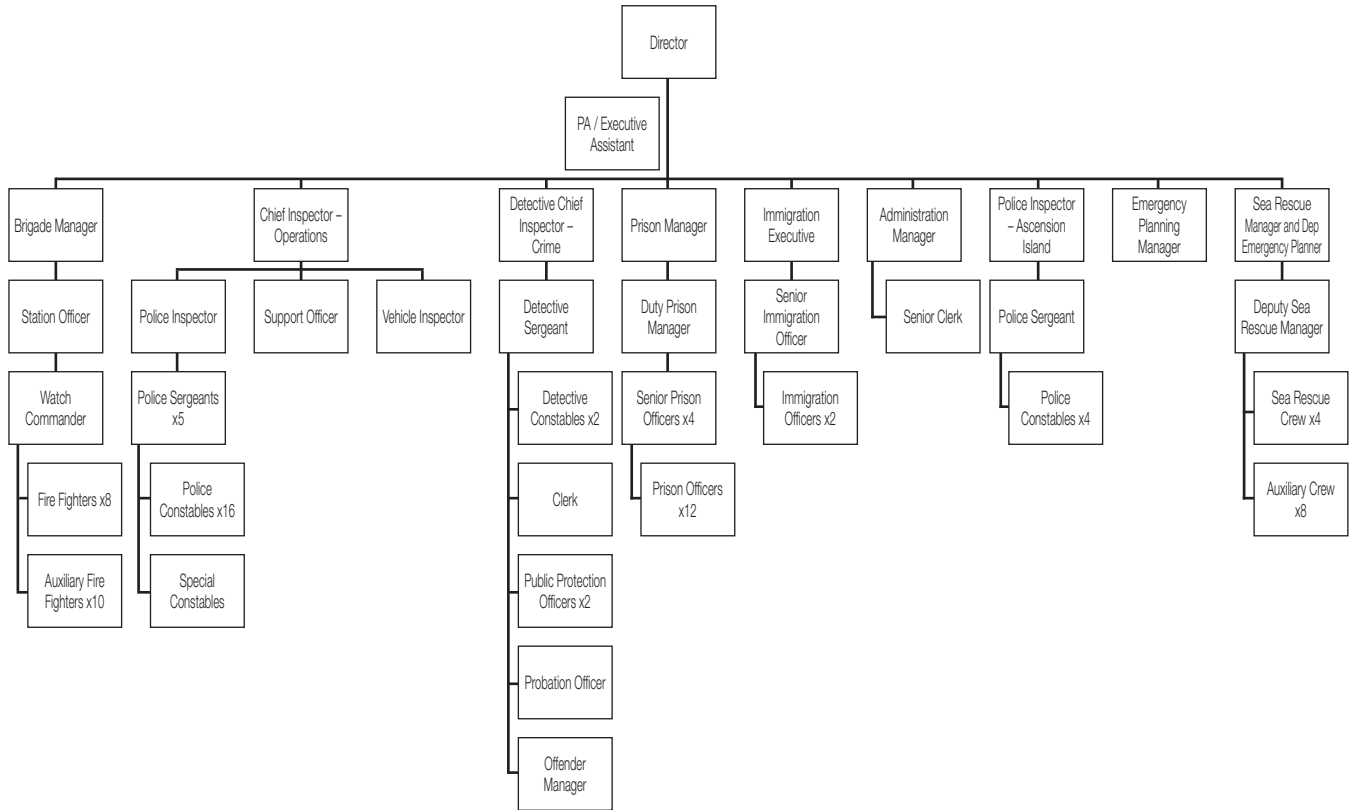 Director
PA / Executive
Assistant
Brigade Manager
Chief Inspector –
Operations
Detective Chief
Inspector –
Crime
Prison Manager
Immigration
Executive
Administration
Manager
Police Inspector
– Ascension
Island
Emergency
Planning
Manager
Sea Rescue
Manager and Dep
Emergency Planner
Station Officer
Police Inspector
Support Officer
Vehicle Inspector
Detective
Sergeant
Duty Prison
Manager
Senior
Immigration
Officer
Senior Clerk
Police Sergeant
Deputy Sea
Rescue Manager
Watch
Commander
Police Sergeants
x5
Detective
Constables x2
Senior Prison
Officers x4
Immigration
Officers x2
Police
Constables x4
Sea Rescue
Crew x4
Fire Fighters x8
Police
Constables x16
Clerk
Prison Officers
x12
Auxiliary Crew
x8
Auxiliary Fire
Fighters x10
Special
Constables
Public Protection
Officers x2
Probation Officer
Offender
Manager